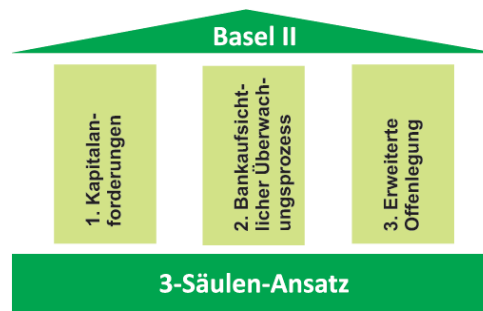 Basel II
1. Kapitalan-
forderungen
2. Bankaufsicht-
licher Überwach-
ungsprozess
3. Erweiterte
Offenlegung
3-Säulen-Ansatz